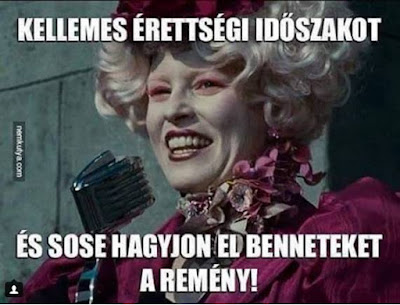 KELLEMES ÉRETTSÉGI IDŐSZAKOT
nemkutya.com
ÉS SOSE HAGYJON EL BENNETEKET
A REMÉNY!